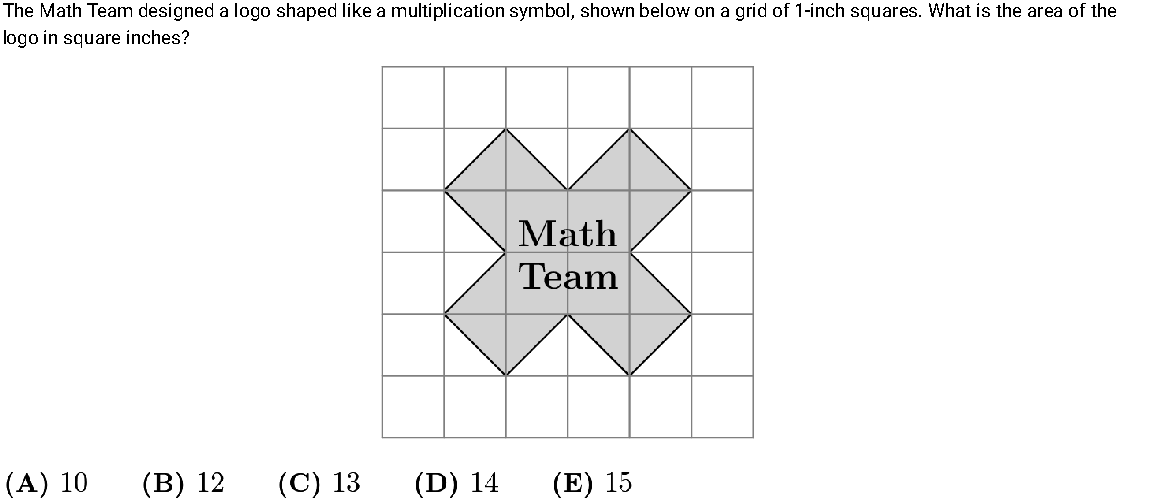 The Math Team designed a logo shaped like a multiplication symbol, shown below on a grid of 1-inch squares. What is the area of the
logo in square inches?
Math
Team
(A) 10 (B) 12 (C) 13 (D) 14 (E) 15